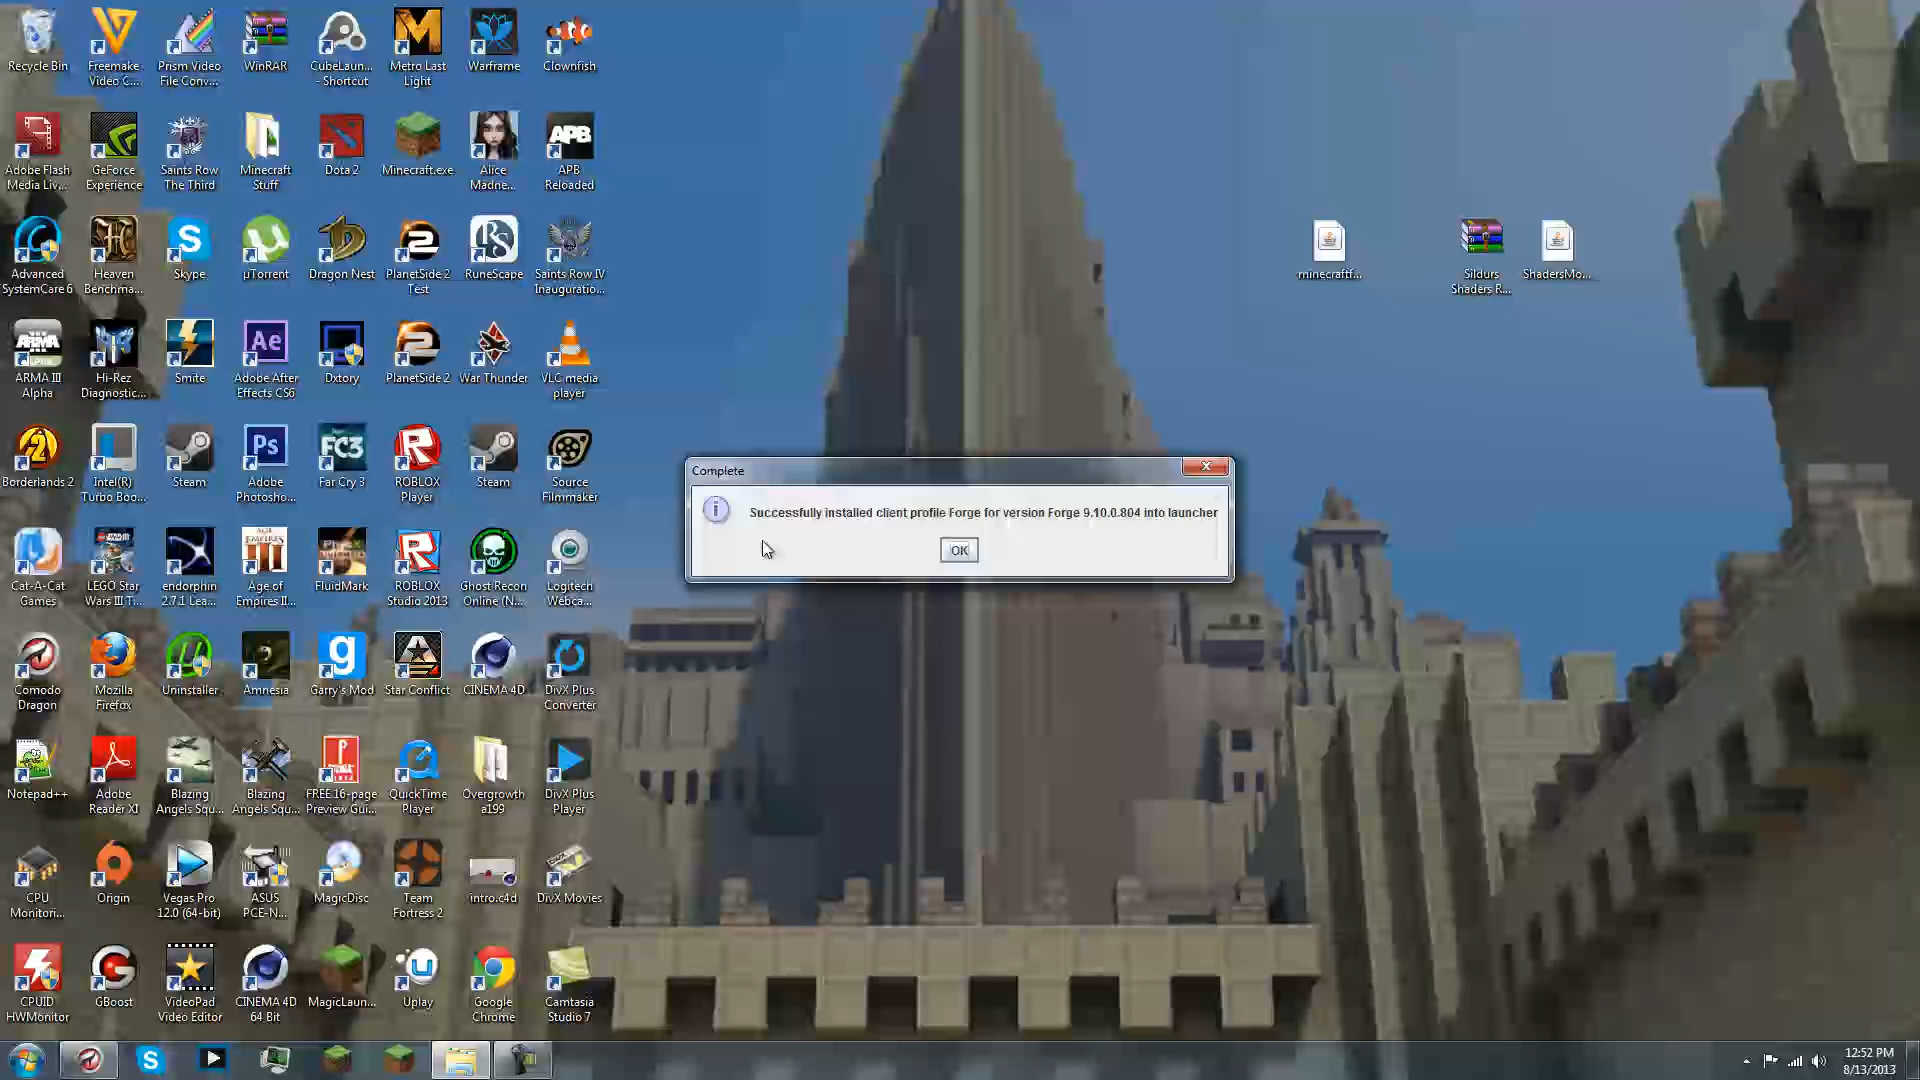 Recycle Bin
Freemake
Video C...
Prism Video
File Conv...
WinRAR
CubeLaun...
- Shortcut
Metro Last
Light
Warframe
Clownfish
Adobe Flash
Media Liv...
GeForce
Experience
Saints Row
The Third
Minecraft
Stuff
Dota 2
Minecraft.exe
Alice
Madne...
APB
APB
Reloaded
Advanced
SystemCare 6
Heaven
Benchma...
Skype
µTorrent
Dragon Nest
PlanetSide 2
Test
RuneScape
Saints Row IV
Inauguratio...
minecraftf...
Sildurs
Shaders R...
ShadersMo...
ARMA
ARMA III
Alpha
Hi-Rez
Diagnostic...
Smite
Ae
Adobe After
Effects CS6
Dxtory
PlanetSide 2
War Thunder
VLC media
player
Borderlands 2
Intel(R)
Turbo Boo...
Steam
Ps
Adobe
Photosho...
FC3
Far Cry 3
ROBLOX
Player
Steam
Source
Filmmaker
Complete
Successfully installed client profile Forge for version Forge 9.10.0.804 into launcher
OK
Cat-A-Cat
Games
LEGO Star
Wars III T...
endorphin
2.7.1 Lea...
Age of
Empires II...
FluidMark
ROBLOX
Studio 2013
Ghost Recon
Online (N...
Logitech
Webca...
Comodo
Dragon
Mozilla
Firefox
Uninstaller
Amnesia
Garry's Mod
Star Conflict
CINEMA 4D
DivX Plus
Converter
Notepad++
Adobe
Reader XI
Blazing
Angels Squ...
Blazing
Angels Squ...
FREE 16-page
Preview Gui...
QuickTime
Player
Overgrowth
a199
DivX Plus
Player
CPU
Monitori...
Origin
Vegas Pro
12.0 (64-bit)
ASUS
PCE-N...
MagicDisc
Team
Fortress 2
intro.c4d
DivX Movies
CPUID
HWMonitor
GBoost
VideoPad
Video Editor
CINEMA 4D
64 Bit
MagicLaun...
Uplay
Google
Chrome
Camtasia
Studio 7
12:52 PM
8/13/2013